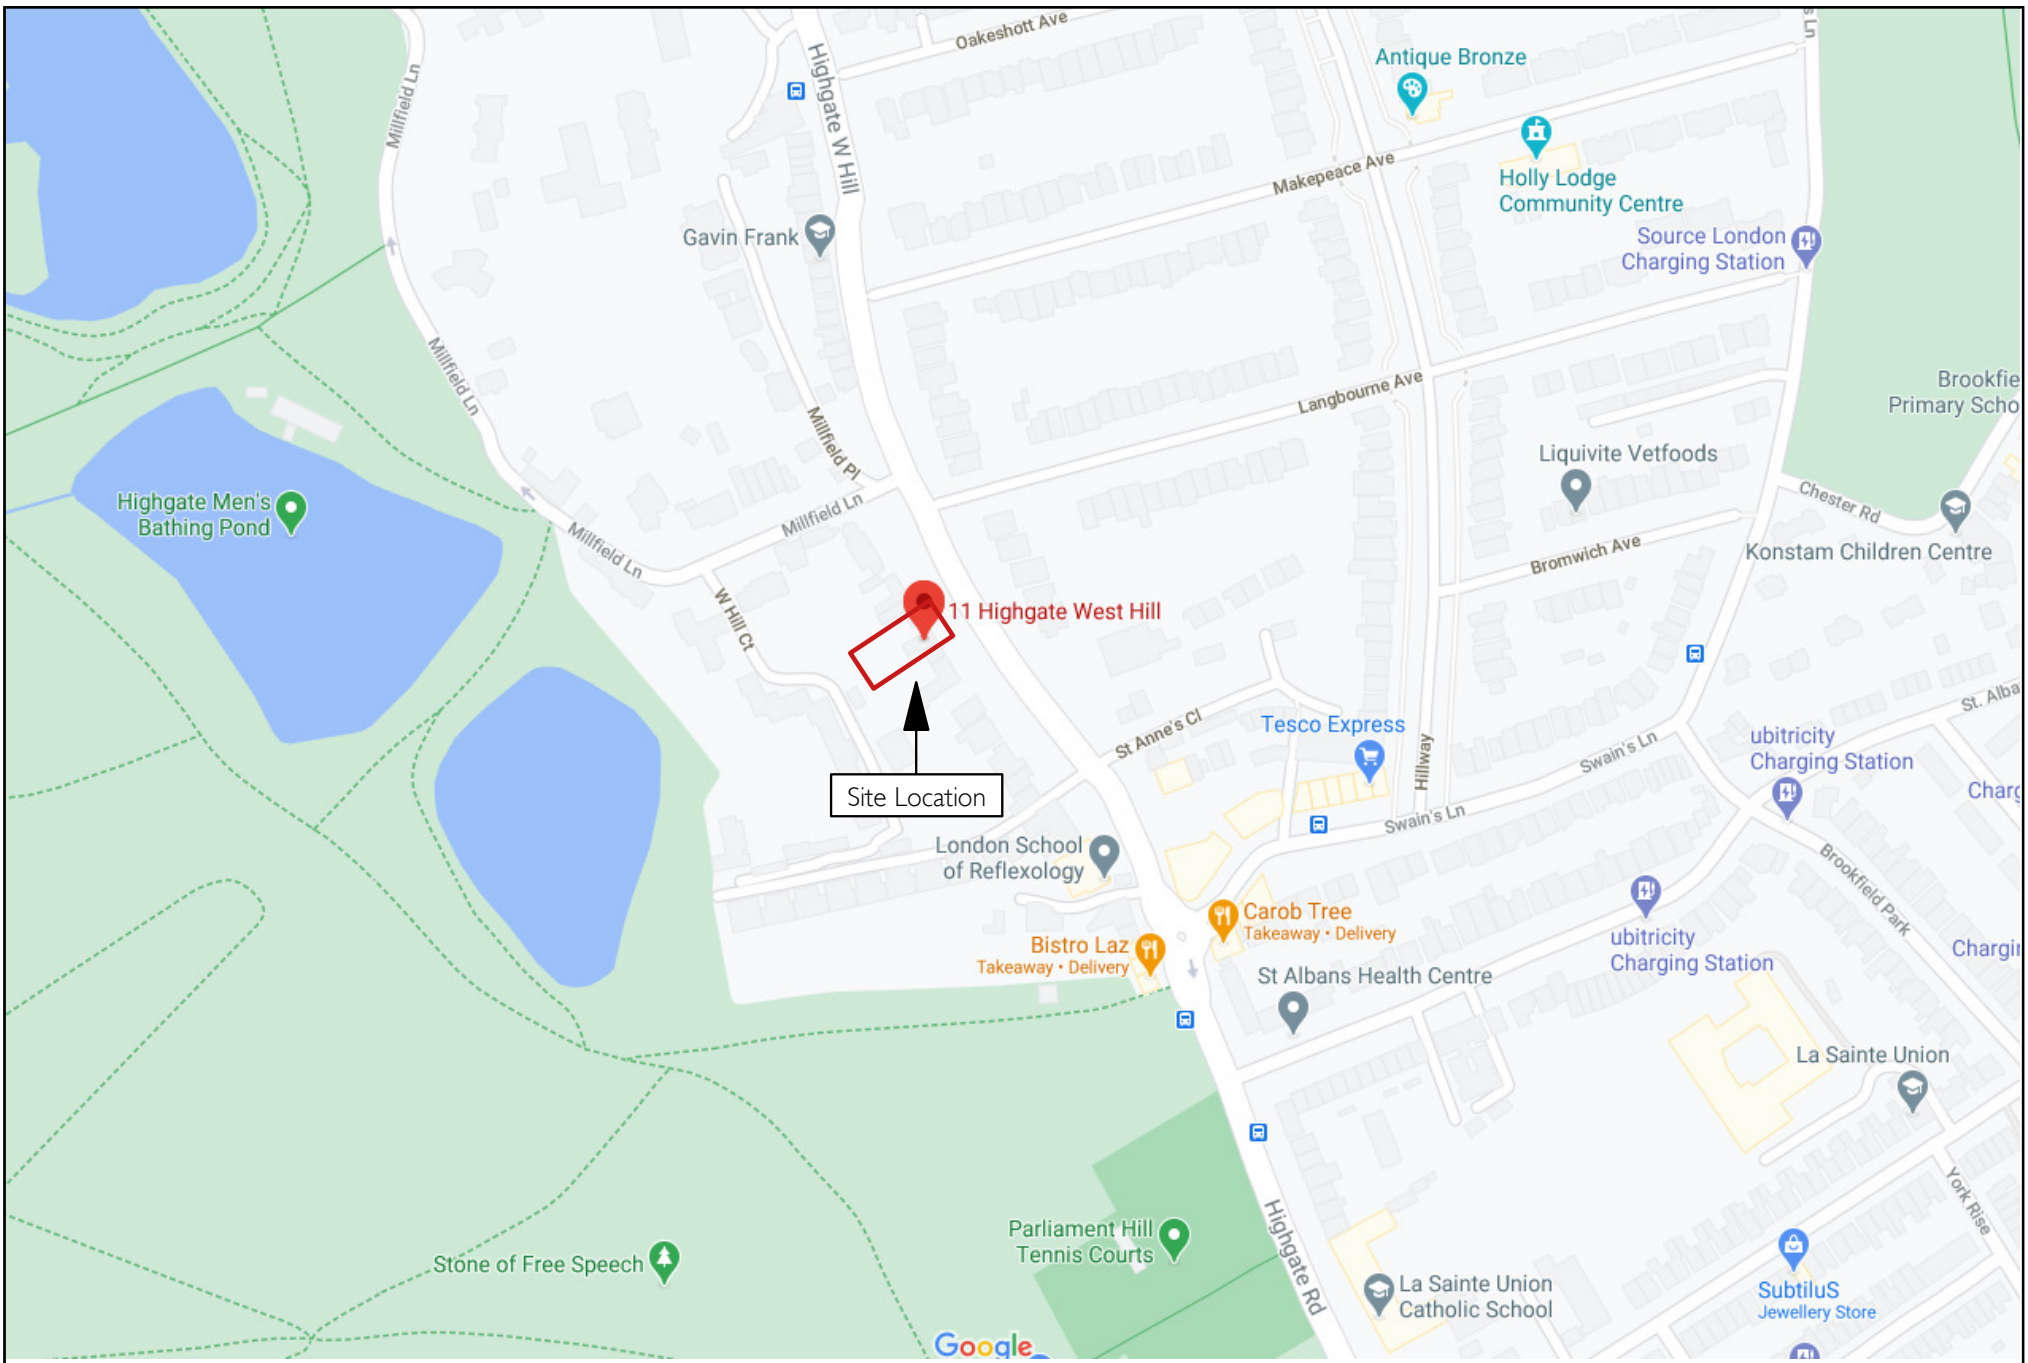 Oakeshott Ave
s Ln
Antique Bronze
Millfield Ln
Highgate W Hill
Makepeace Ave
Holly Lodge
Community Centre
Gavin Frank
Source London
Charging Station
Millfield Ln
Brookfie
Primary Scho
Langbourne Ave
Millfield Pl
Liquivite Vetfoods
Highgate Men's
Bathing Pond
Millfield Ln
Chester Rd
Millfield Ln
Bromwich Ave
Konstam Children Centre
W Hill Ct
11 Highgate West Hill
St. Alba
St Anne's Cl
Tesco Express
Hillway
Swain's Ln
ubitricity
Charging Station
Site Location
Charg
Swain's Ln
London School
of Reflexology
Brookfield Park
Carob Tree
Takeaway • Delivery
Bistro Laz
Takeaway • Delivery
ubitricity
Charging Station
Chargi
St Albans Health Centre
La Sainte Union
York Rise
Parliament Hill
Tennis Courts
Highgate Rd
Stone of Free Speech
La Sainte Union
Catholic School
SubtiluS
Jewellery Store
Google